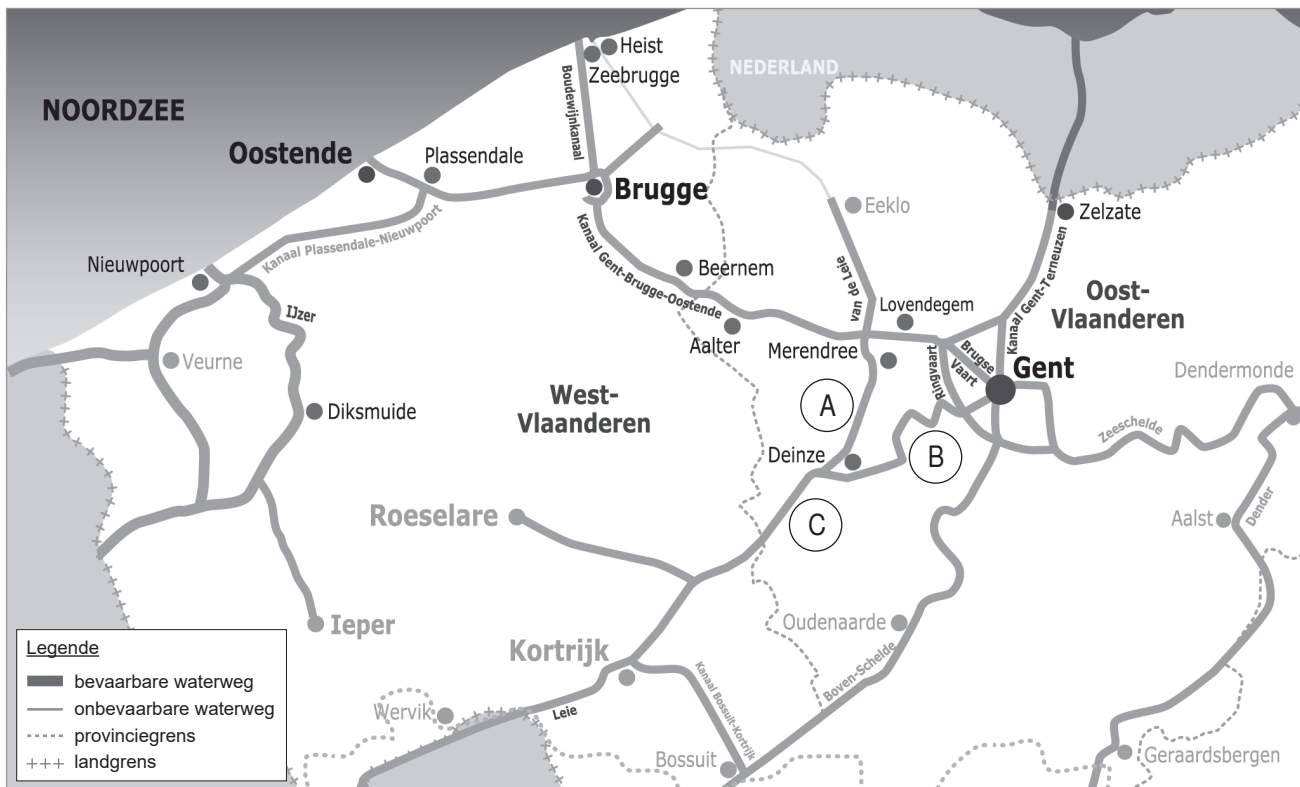 Heist
Zeebrugge
NEDERLAND
NOORDZEE
Boudewijnkanaal
Oostende
Plassendale
Brugge
Eeklo
Zelzate
Kanaal Plassendale-Nieuwpoort
Nieuwpoort
Kanaal Gent-Brugge-Oostende
Beernem
van de Leie
Kanaal Gent-Terneuzen
Oost-
Vlaanderen
IJzer
Lovendegem
Aalter
Merendree
Ringvaart
Brugse
Vaart
Gent
Veurne
Dendermonde
West-
Vlaanderen
A
Diksmuide
Zeeschelde
Deinze
B
Roeselare
C
Aalst
Dender
Ieper
Oudenaarde
Kortrijk
Kanaal Bossuit-Kortrijk
Boven-Schelde
Wervik
Leie
Bossuit
Geraardsbergen
Legende
bevaarbare waterweg
onbevaarbare waterweg
provinciegrens
landgrens